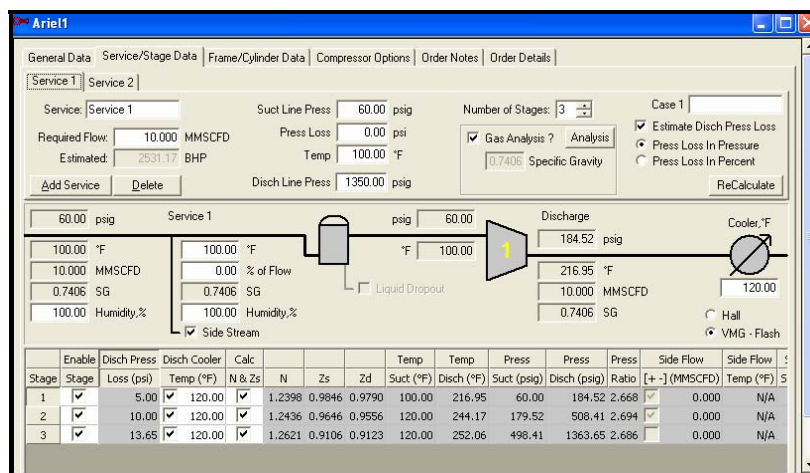 Ariel1
General Data Service/Stage Data Frame/Cylinder Data Compressor Options Order Notes Order Details
Service 1 Service 2
Service: Service 1 Suct Line Press 60.00 psig Number of Stages: 3 Case 1
Required Flow: 10.000 MMSCFD Press Loss 0.00 psi Gas Analysis ? Analysis Estimate Disch Press Loss
Estimated: 2531.17 BHP Temp 100.00 °F 0.7406 Specific Gravity Press Loss In Pressure
Press Loss In Percent
Add Service Delete Disch Line Press 1350.00 psig ReCalculate
60.00 psig Service 1 psig 60.00 Discharge Cooler,°F
184.52 psig
100.00 °F 100.00 °F °F 100.00 1
10.000 MMSCFD 0.00 % of Flow 216.95 °F
0.7406 SG 0.7406 SG Liquid Dropout 10.000 MMSCFD 120.00
100.00 Humidity,% 100.00 Humidity,% 0.7406 SG Hall
Side Stream VMG - Flash
Enable Disch Press Disch Cooler Calc Temp Temp Press Press Press Side Flow Side Flow
Stage Stage Loss (psi) Temp (°F) N & Zs N Zs Zd Suct (°F) Disch (°F) Suct (psig) Disch (psig) Ratio [+ -] (MMSCFD) Temp (°F)
1 5.00 120.00 1.2398 0.9846 0.9790 100.00 216.95 60.00 184.52 2.668 0.000 N/A
2 10.00 120.00 1.2436 0.9646 0.9556 120.00 244.17 179.52 508.41 2.694 0.000 N/A
3 13.65 120.00 1.2621 0.9106 0.9123 120.00 252.06 498.41 1363.65 2.686 0.000 N/A